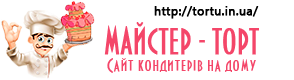 http://tortu.in.ua/
МАЙСТЕР - ТОРТ
Сайт кондитерів на дому